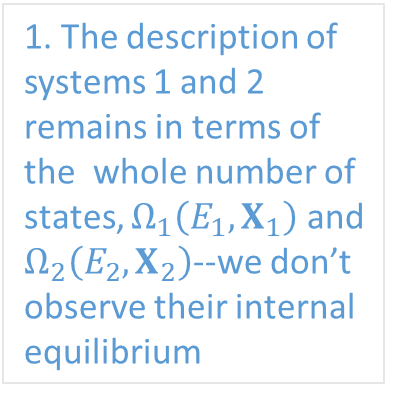 1. The description of
systems 1 and 2
remains in terms of
the  whole number of
states, Ω₁(E₁, X₁) and
Ω₂(E₂, X₂)--we don’t
observe their internal
equilibrium